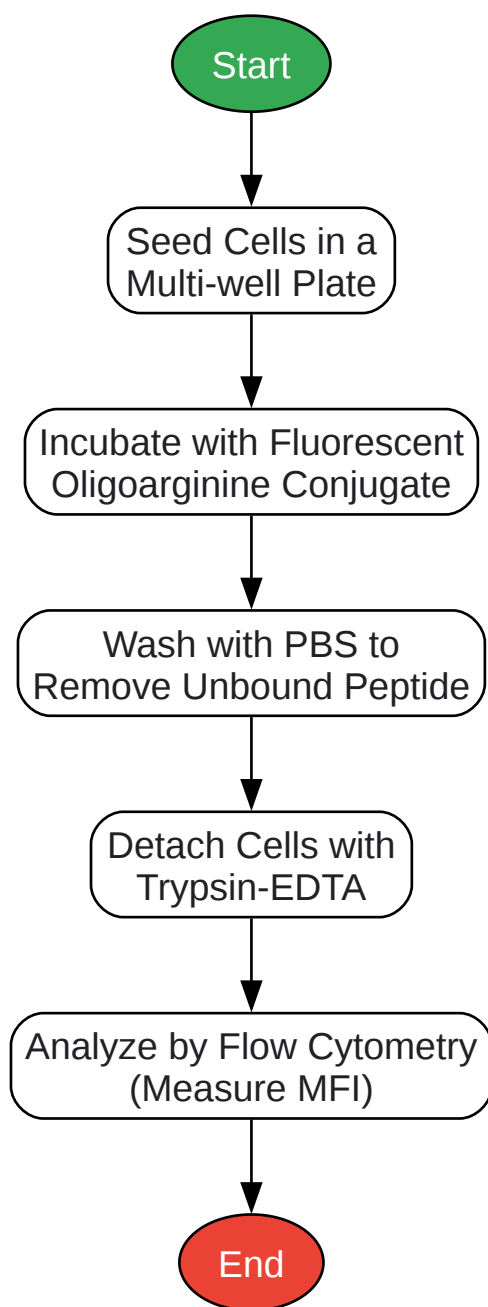 Start
Seed Cells in a
Multi-well Plate
Incubate with Fluorescent
Oligoarginine Conjugate
Wash with PBS to
Remove Unbound Peptide
Detach Cells with
Trypsin-EDTA
Analyze by Flow Cytometry
(Measure MFI)
End